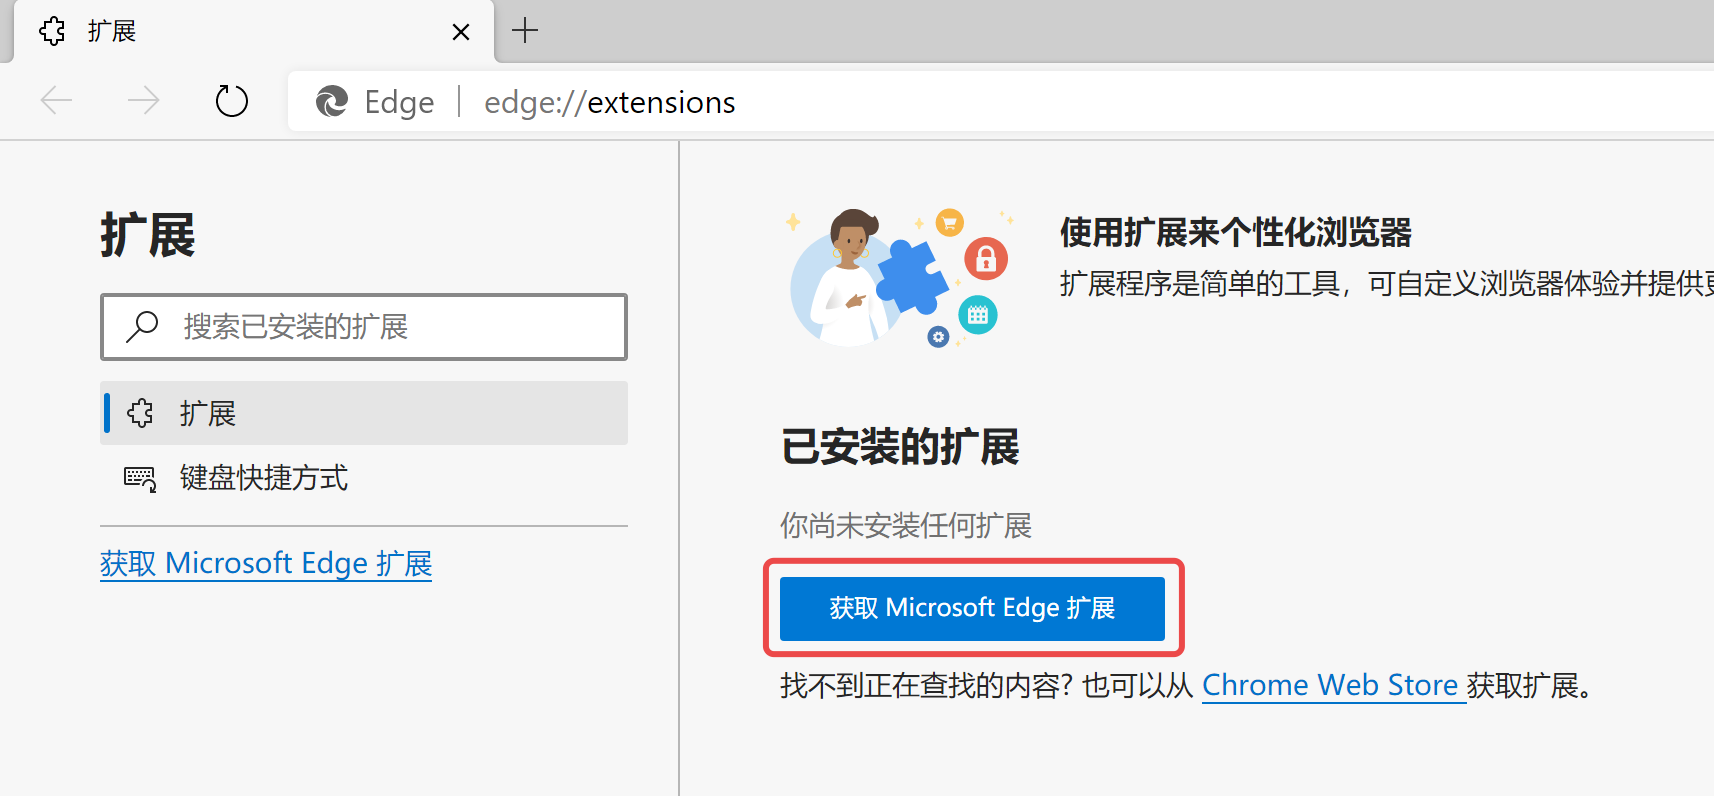 扩展
Edge
edge://extensions
扩展
搜索已安装的扩展
扩展
键盘快捷方式
获取 Microsoft Edge 扩展
使用扩展来个性化浏览器
扩展程序是简单的工具，可自定义浏览器体验并提供
已安装的扩展
你尚未安装任何扩展
获取 Microsoft Edge 扩展
找不到正在查找的内容? 也可以从 Chrome Web Store 获取扩展。